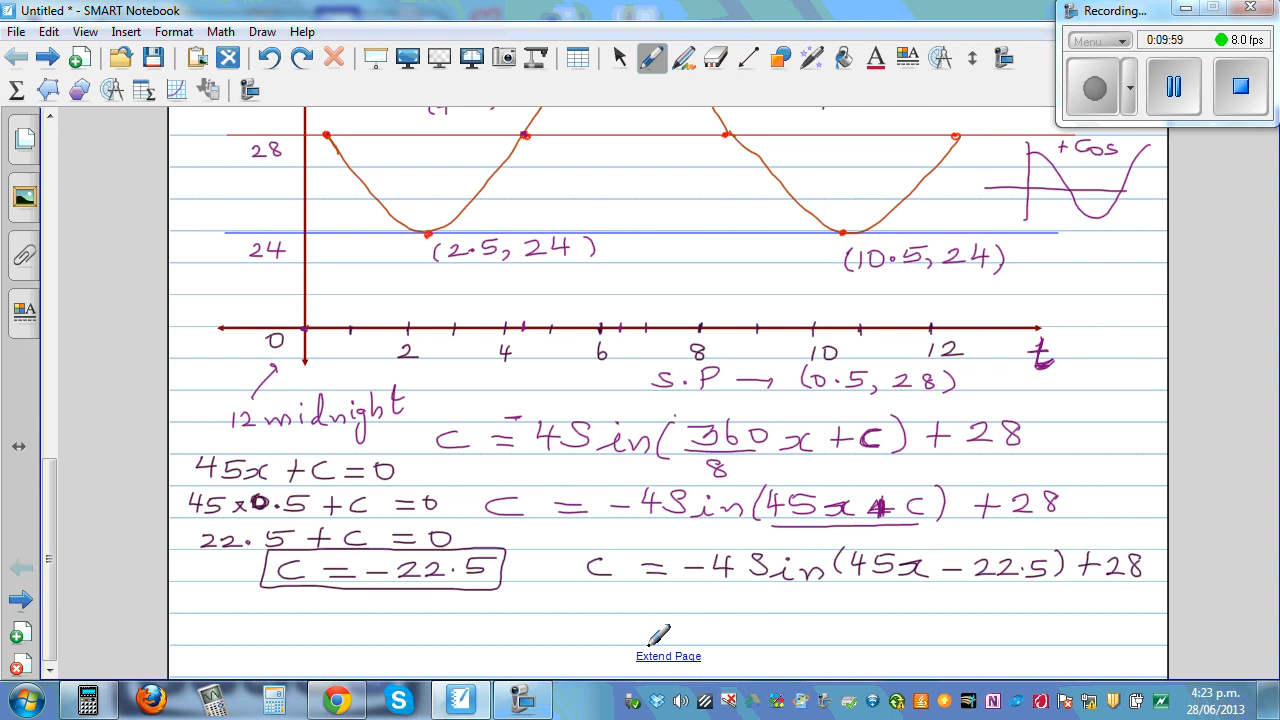 Untitled * - SMART Notebook
Recording...
File Edit View Insert Format Math Draw Help
Menu
0:09:59
8.0 fps
28
+ Cos
24
(2.5, 24)
(10.5, 24)
0
2 4 6 8 10 12 t
S.P → (0.5, 28)
12 midnight
C = -4Sin(360/8 x + C) + 28
45x + C = 0
45x0.5 + C = 0
C = -4Sin(45x + C) + 28
22.5 + C = 0
C = -22.5
C = -4Sin(45x - 22.5) + 28
Extend Page
4:23 p.m.
28/06/2013